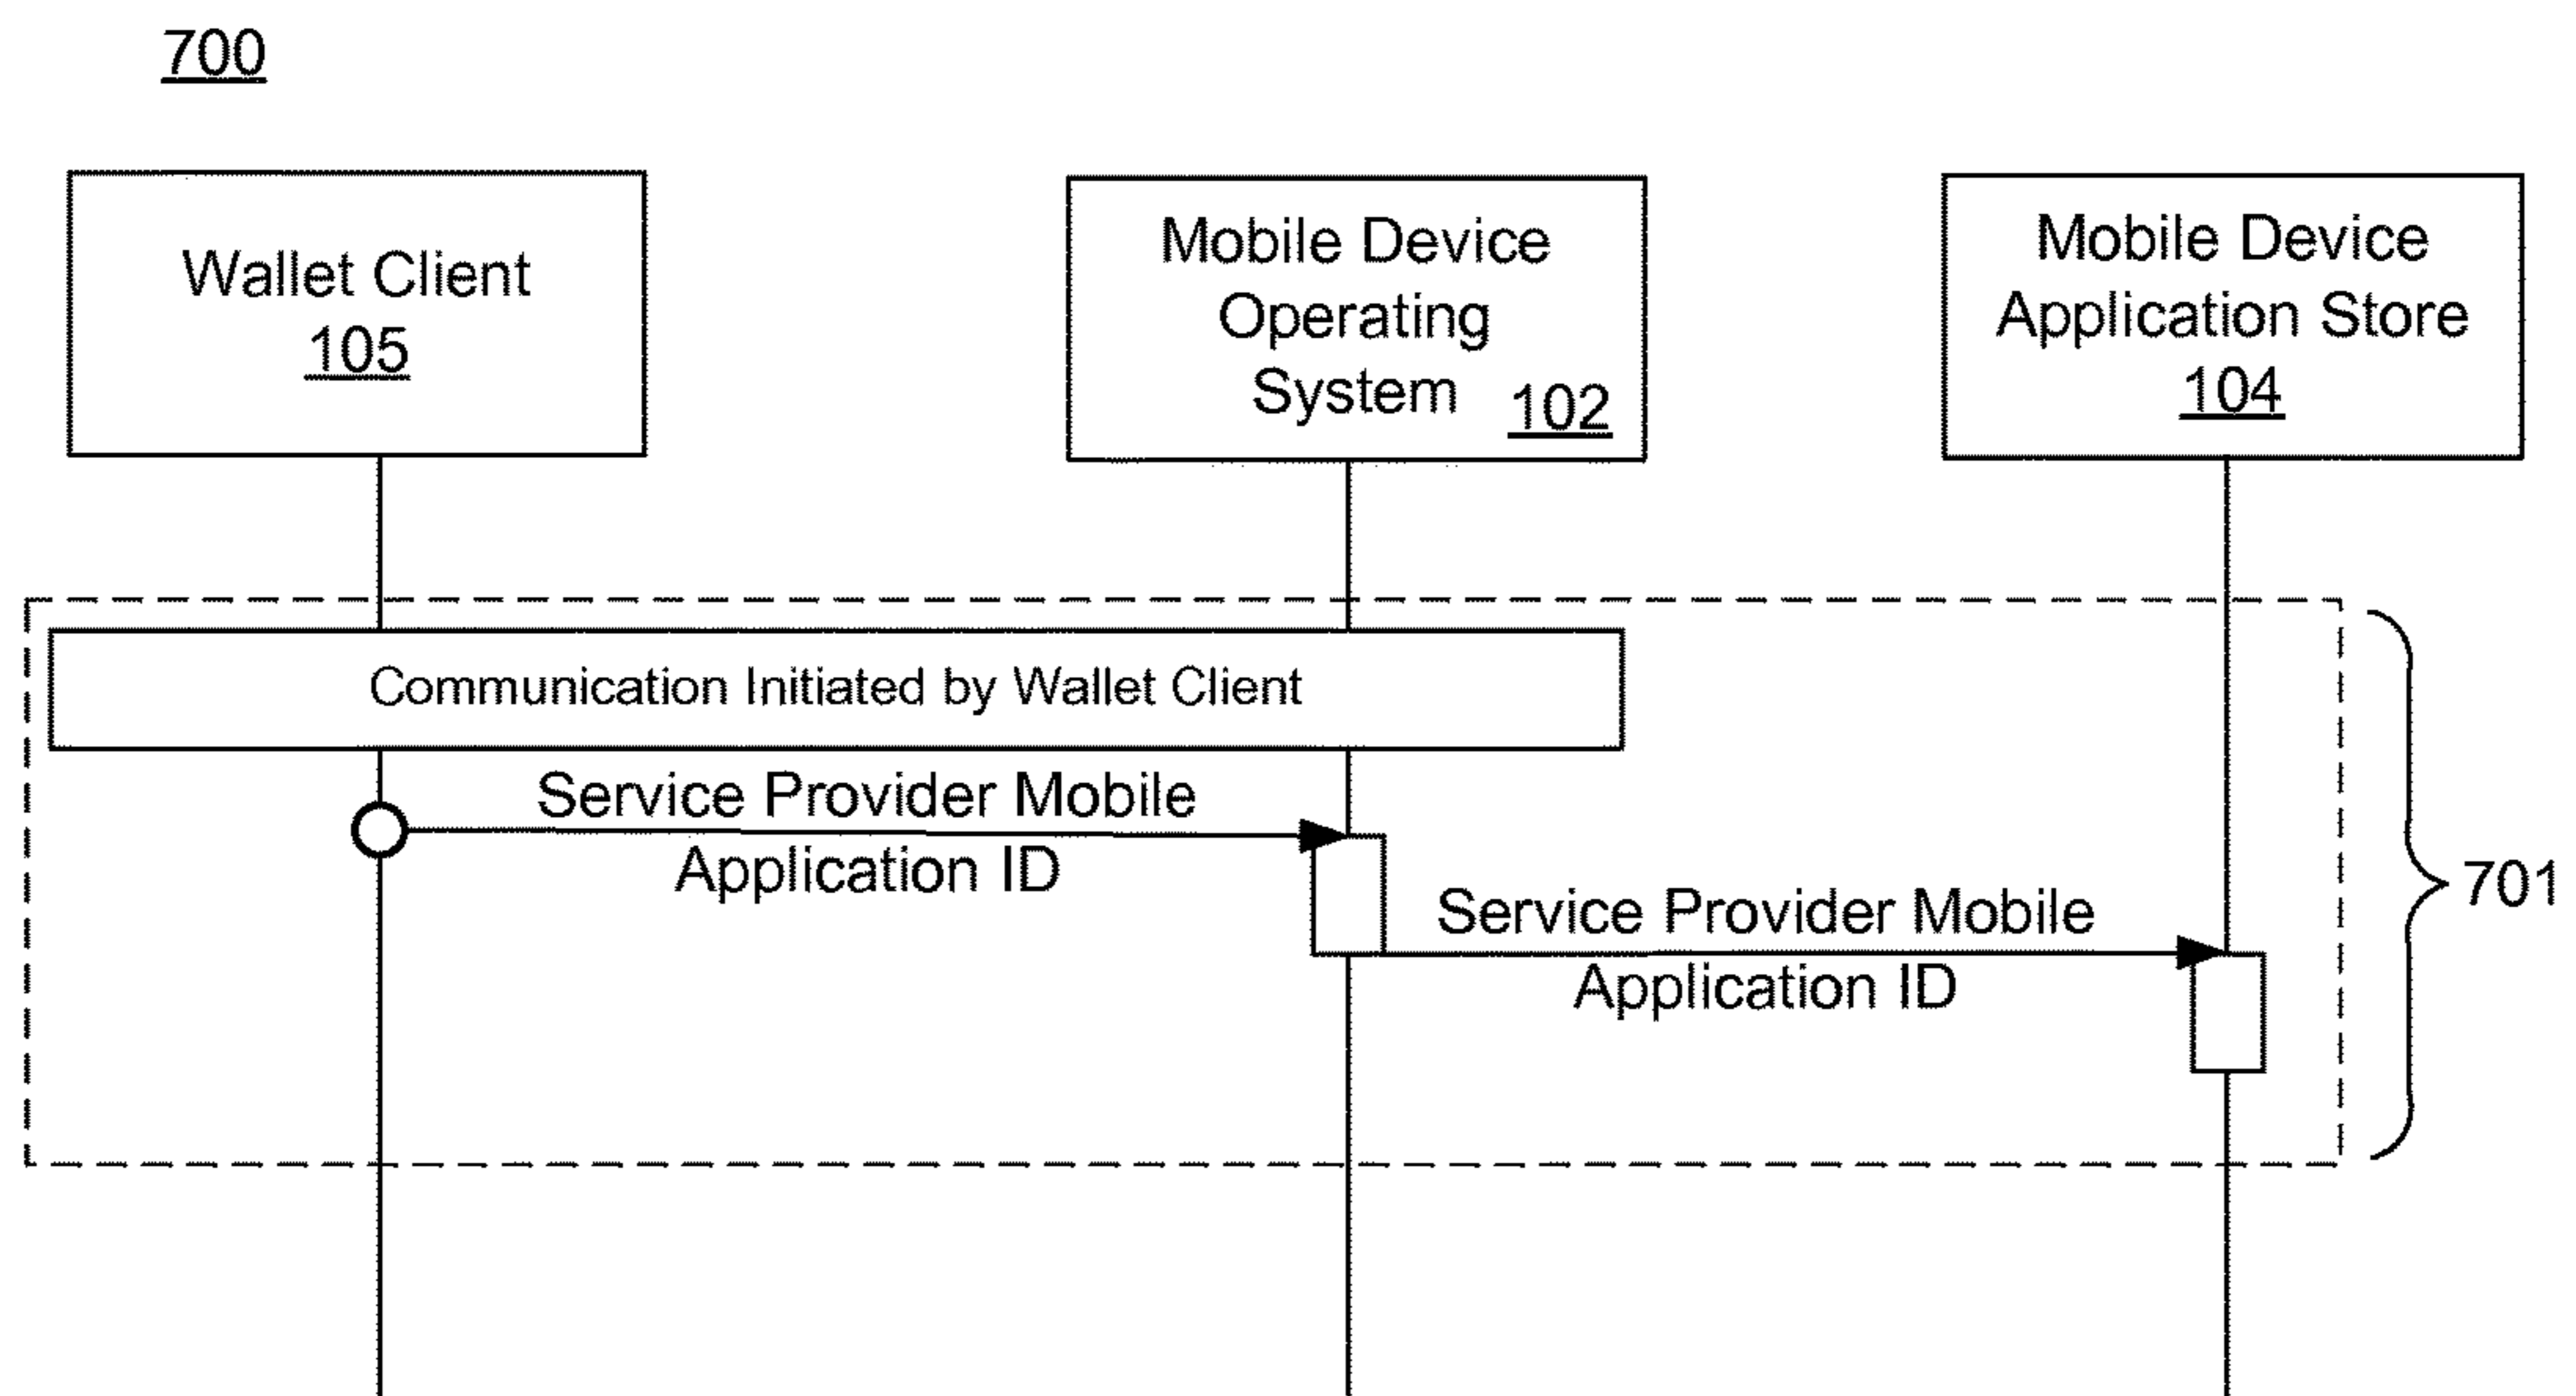 700
Wallet Client
105
Mobile Device
Operating
System 102
Mobile Device
Application Store
104
Communication Initiated by Wallet Client
Service Provider Mobile
Application ID
Service Provider Mobile
Application ID
701